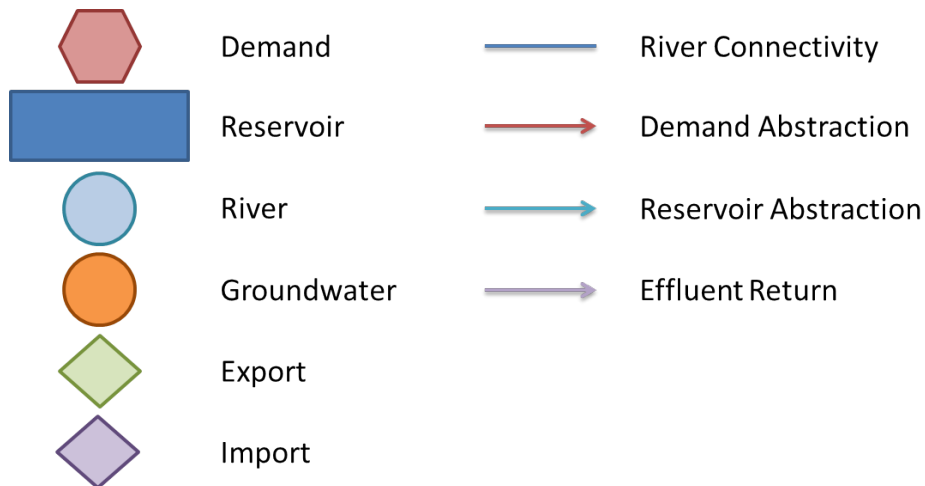 Demand
River Connectivity
Reservoir
Demand Abstraction
River
Reservoir Abstraction
Groundwater
Effluent Return
Export
Import